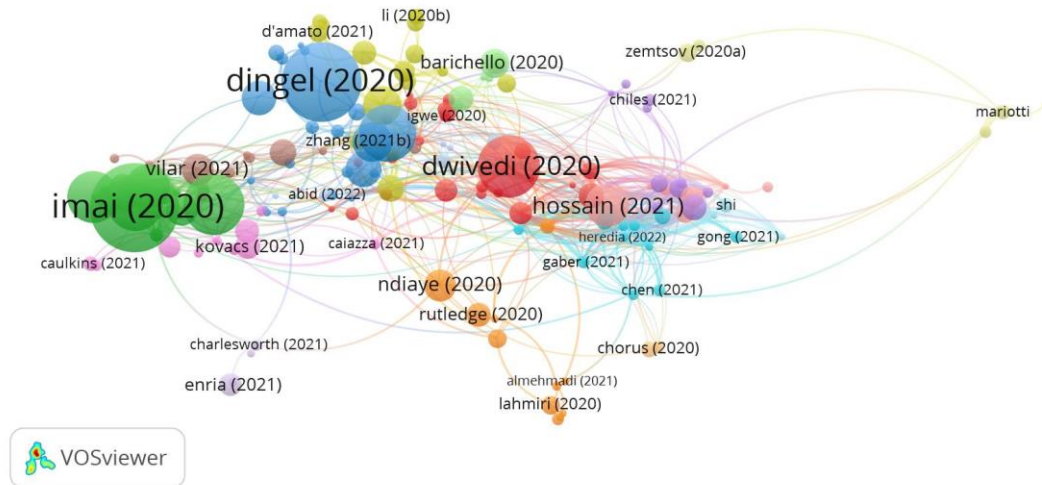 d'amato (2021)
li (2020b)
zemtsov (2020a)
barichello (2020)
dingel (2020)
chiles (2021)
mariotti
igwe (2020)
zhang (2021b)
vilar (2021)
dwivedi (2020)
abid (2022)
imai (2020)
hossain (2021)
shi
heredia (2022)
gong (2021)
kovacs (2021)
caiazza (2021)
caulkins (2021)
gaber (2021)
ndiaye (2020)
chen (2021)
rutledge (2020)
charlesworth (2021)
chorus (2020)
enria (2021)
almehmadi (2021)
lahmiri (2020)
VOSviewer